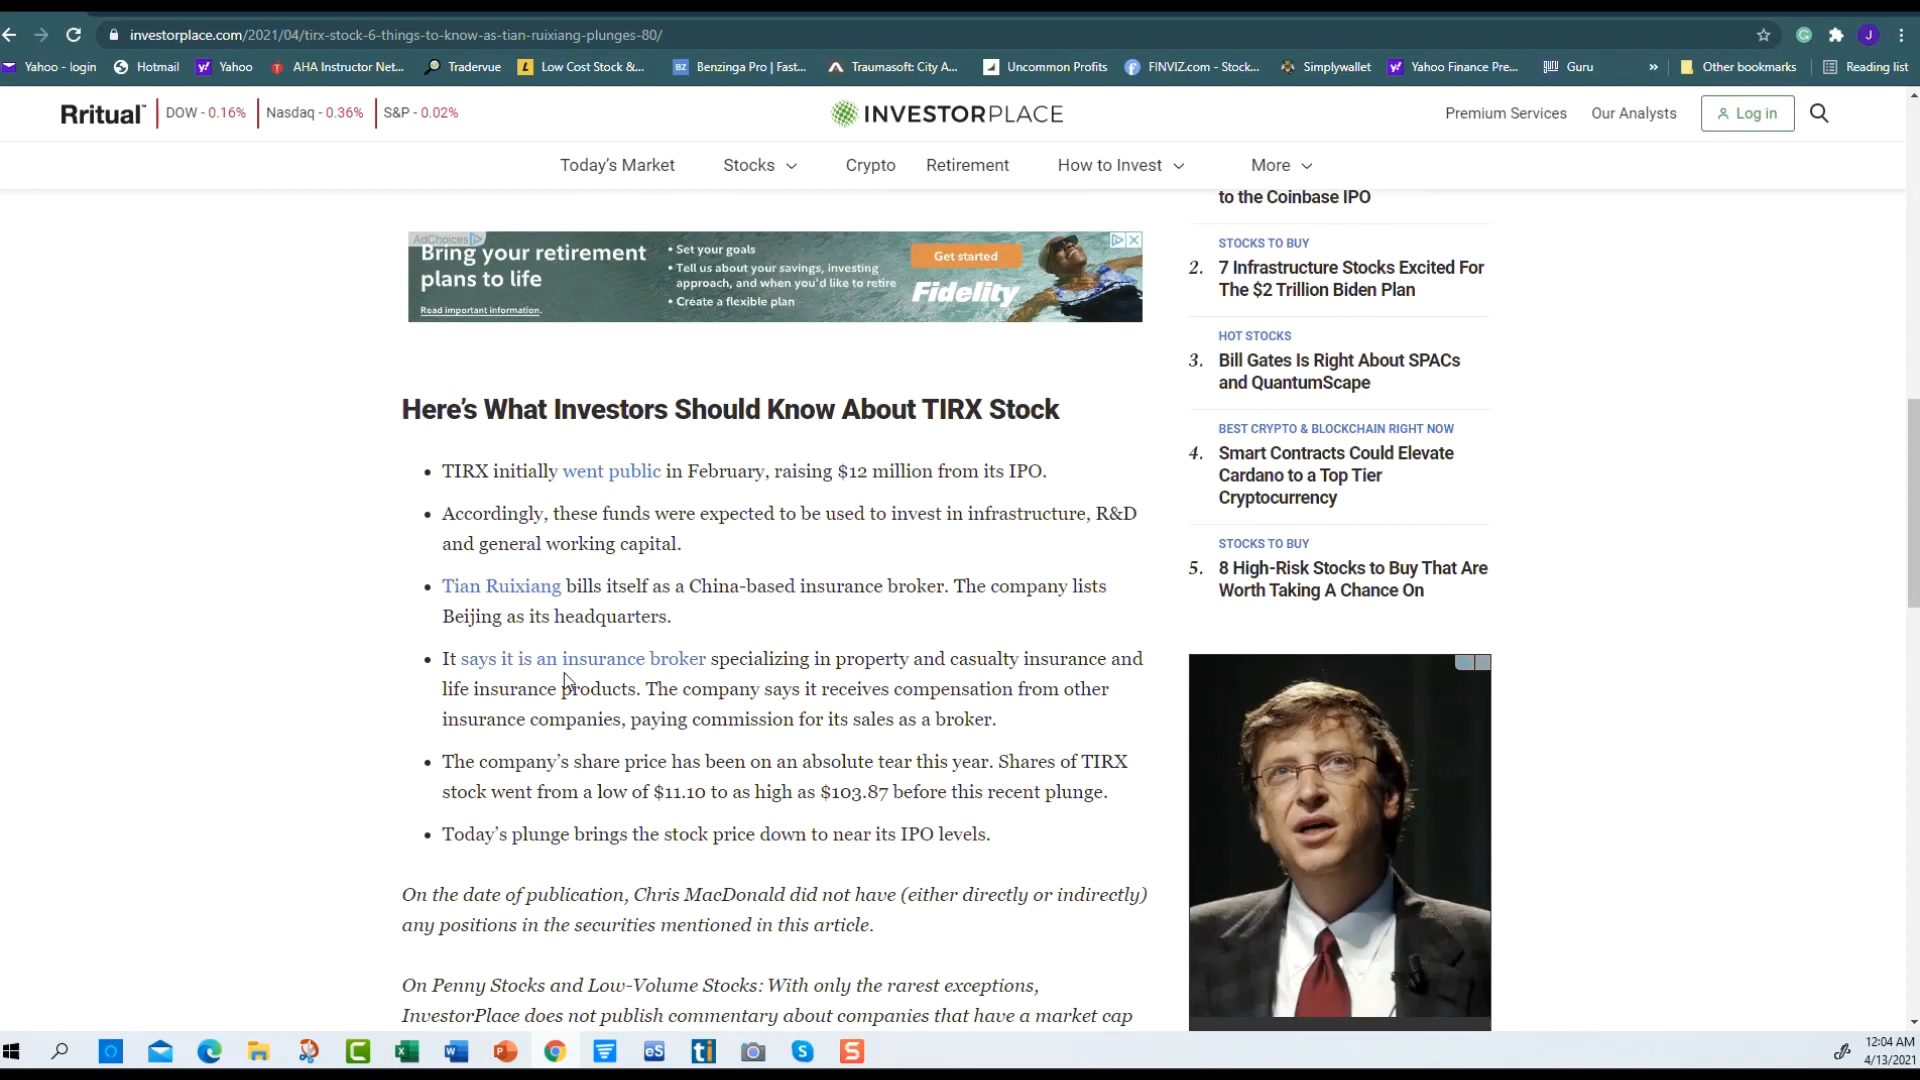 investorplace.com/2021/04/tirx-stock-6-things-to-know-as-tian-ruixiang-plunges-80/
J
Yahoo - login Hotmail Yahoo AHA Instructor Net... Tradervue Low Cost Stock &... Benzinga Pro | Fast... Traumasoft: City A... Uncommon Profits FINVIZ.com - Stock... Simplywallet Yahoo Finance Pre... Guru » Other bookmarks Reading list
Rritual DOW - 0.16% Nasdaq - 0.36% S&P - 0.02% INVESTORPLACE Premium Services Our Analysts Log in
Today's Market Stocks Crypto Retirement How to Invest More
AdChoices
Bring your retirement
plans to life
Read important information.
• Set your goals
• Tell us about your savings, investing
approach, and when you'd like to retire
• Create a flexible plan
Get started
Fidelity
Here's What Investors Should Know About TIRX Stock
• TIRX initially went public in February, raising $12 million from its IPO.
• Accordingly, these funds were expected to be used to invest in infrastructure, R&D
and general working capital.
• Tian Ruixiang bills itself as a China-based insurance broker. The company lists
Beijing as its headquarters.
• It says it is an insurance broker specializing in property and casualty insurance and
life insurance products. The company says it receives compensation from other
insurance companies, paying commission for its sales as a broker.
• The company's share price has been on an absolute tear this year. Shares of TIRX
stock went from a low of $11.10 to as high as $103.87 before this recent plunge.
• Today's plunge brings the stock price down to near its IPO levels.
On the date of publication, Chris MacDonald did not have (either directly or indirectly)
any positions in the securities mentioned in this article.
On Penny Stocks and Low-Volume Stocks: With only the rarest exceptions,
InvestorPlace does not publish commentary about companies that have a market cap
to the Coinbase IPO
STOCKS TO BUY
2. 7 Infrastructure Stocks Excited For
The $2 Trillion Biden Plan
HOT STOCKS
3. Bill Gates Is Right About SPACs
and QuantumScape
BEST CRYPTO & BLOCKCHAIN RIGHT NOW
4. Smart Contracts Could Elevate
Cardano to a Top Tier
Cryptocurrency
STOCKS TO BUY
5. 8 High-Risk Stocks to Buy That Are
Worth Taking A Chance On
eS ti
12:04 AM
4/13/2021